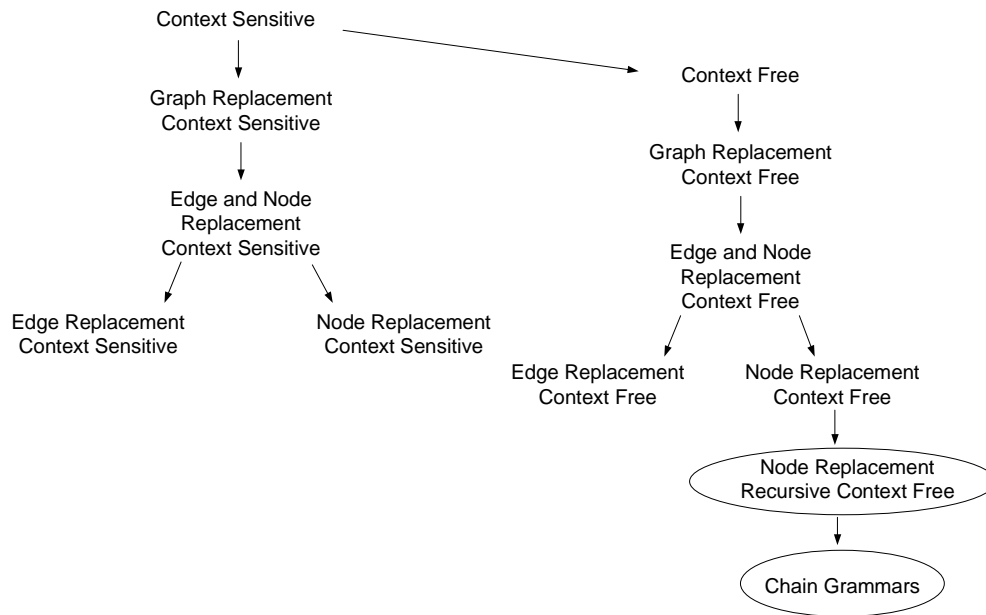 Context Sensitive
Context Free
Graph Replacement
Context Sensitive
Graph Replacement
Context Free
Edge and Node
Replacement
Context Sensitive
Edge and Node
Replacement
Context Free
Edge Replacement
Context Sensitive
Node Replacement
Context Sensitive
Edge Replacement
Context Free
Node Replacement
Context Free
Node Replacement
Recursive Context Free
Chain Grammars